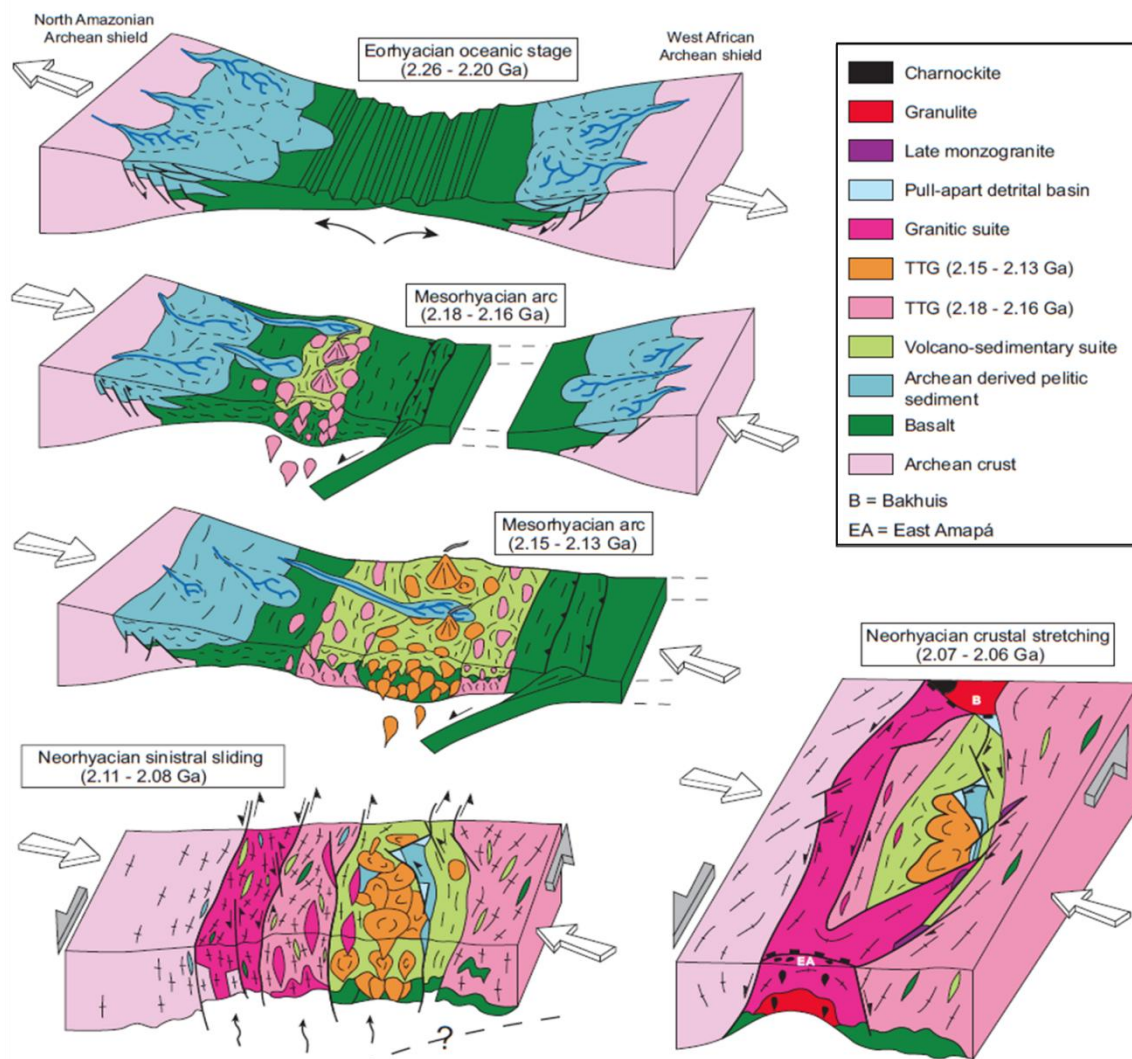 North Amazonian
Archean shield
Eorhyacian oceanic stage
(2.26 - 2.20 Ga)
West African
Archean shield
Mesorhyacian arc
(2.18 - 2.16 Ga)
Mesorhyacian arc
(2.15 - 2.13 Ga)
Neorhyacian sinistral sliding
(2.11 - 2.08 Ga)
?
Neorhyacian crustal stretching
(2.07 - 2.06 Ga)
B
EA
Charnockite
Granulite
Late monzogranite
Pull-apart detrital basin
Granitic suite
TTG (2.15 - 2.13 Ga)
TTG (2.18 - 2.16 Ga)
Volcano-sedimentary suite
Archean derived pelitic
sediment
Basalt
Archean crust
B = Bakhuis
EA = East Amapá